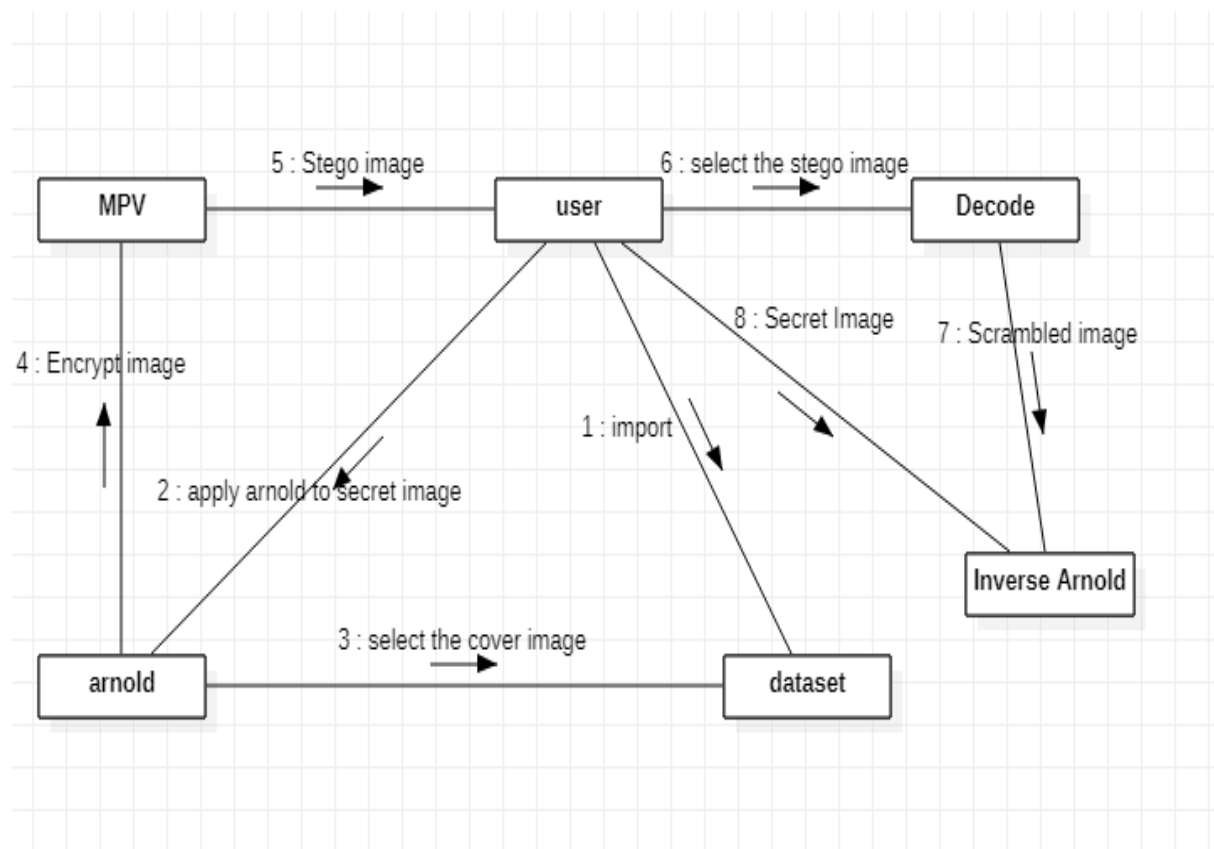 5 : Stego image
6 : select the stego image
MPV
user
Decode
8 : Secret Image
7 : Scrambled image
4 : Encrypt image
1 : import
2 : apply arnold to secret image
Inverse Arnold
3 : select the cover image
arnold
dataset